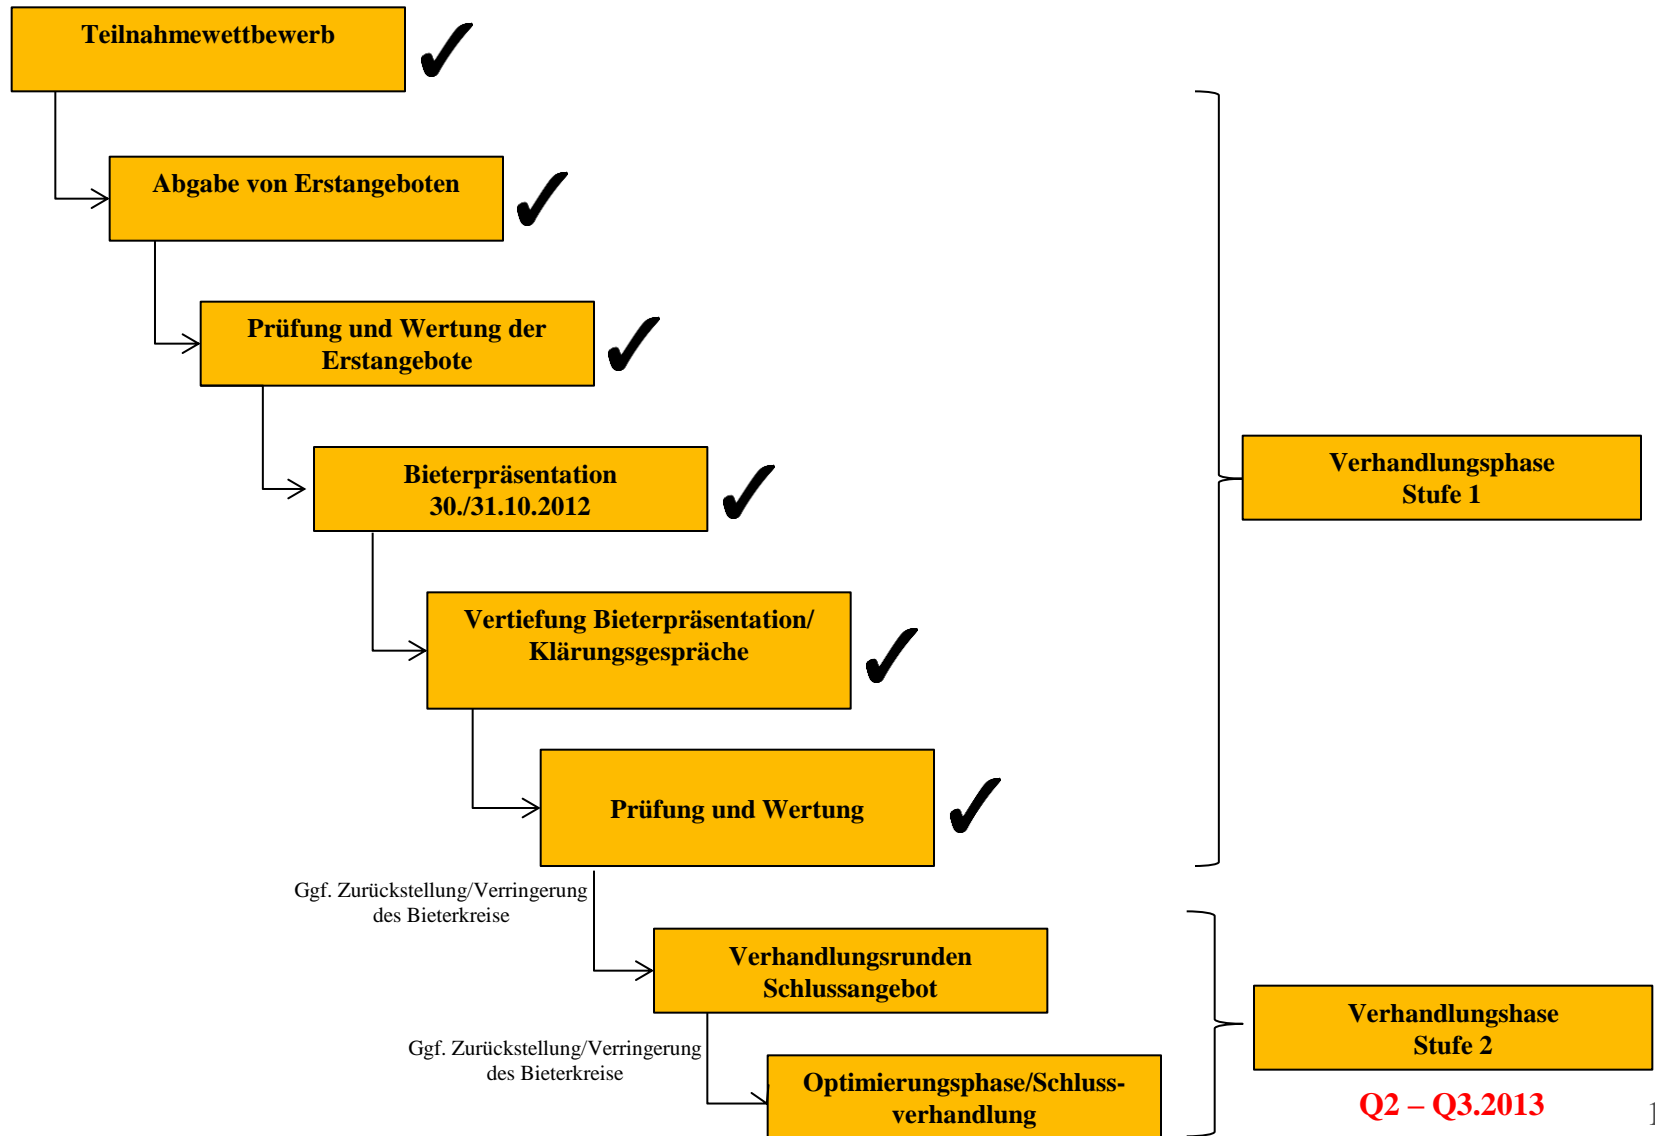 Teilnahmewettbewerb
Abgabe von Erstangeboten
Prüfung und Wertung der
Erstangebote
Bieterpräsentation
30./31.10.2012
Verhandlungsphase
Stufe 1
Vertiefung Bieterpräsentation/
Klärungsgespräche
Prüfung und Wertung
Ggf. Zurückstellung/Verringerung
des Bieterkreise
Verhandlungsrunden
Schlussangebot
Verhandlungshase
Stufe 2
Ggf. Zurückstellung/Verringerung
des Bieterkreise
Optimierungsphase/Schluss-
verhandlung
Q2 – Q3.2013